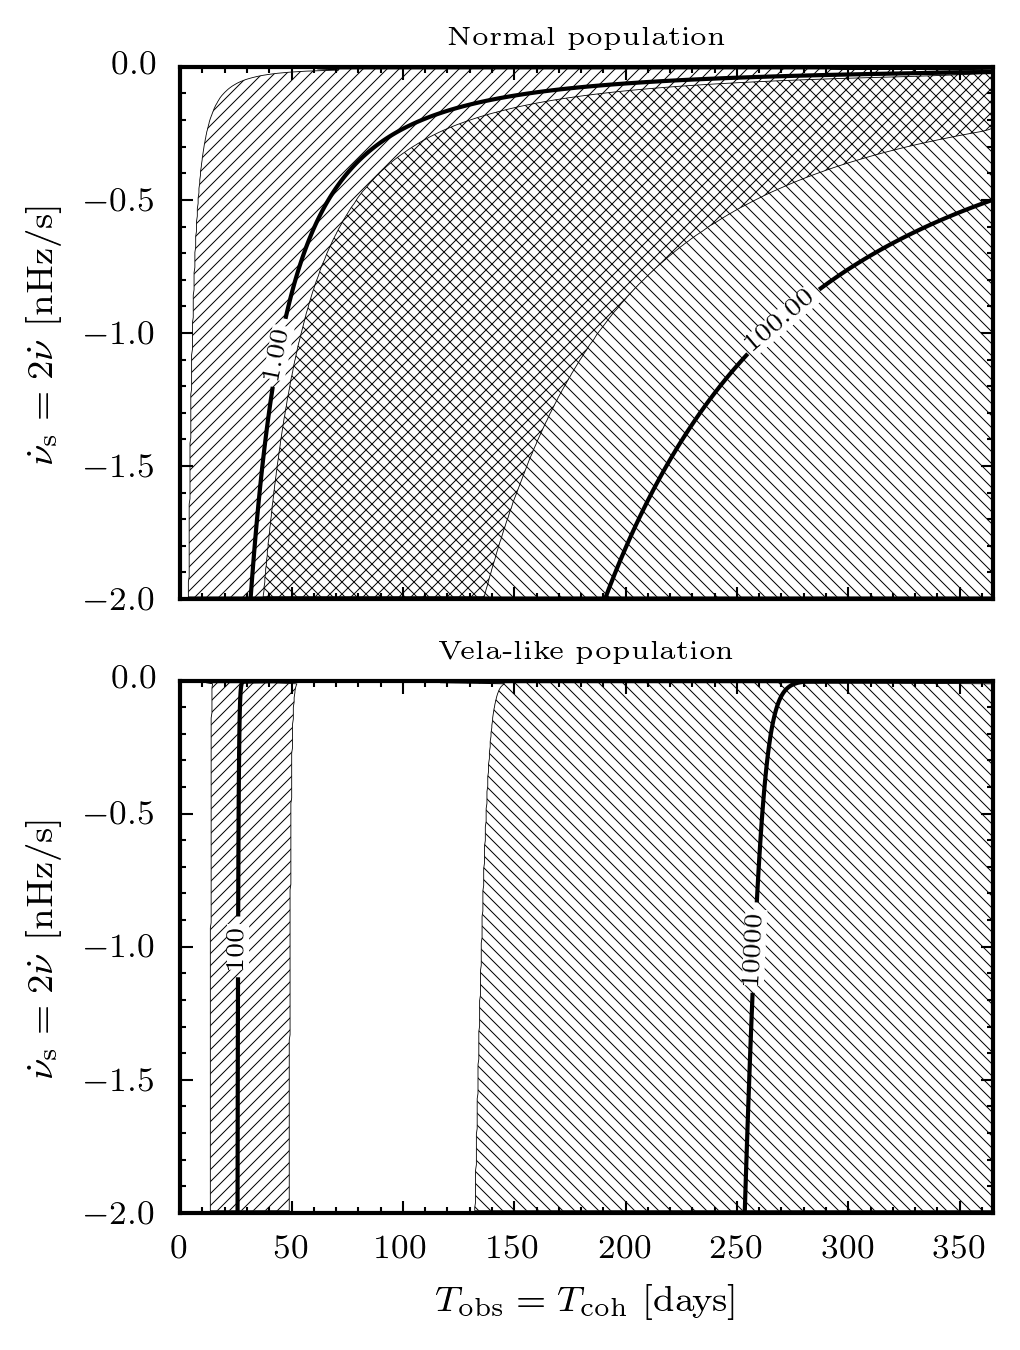 Normal population
0.0
−0.5
−1.0
−1.5
−2.0
ν̇s = 2ν̇ [nHz/s]
1.00
100.00
Vela-like population
0.0
−0.5
−1.0
−1.5
−2.0
ν̇s = 2ν̇ [nHz/s]
100
10000
0 50 100 150 200 250 300 350
Tobs = Tcoh [days]